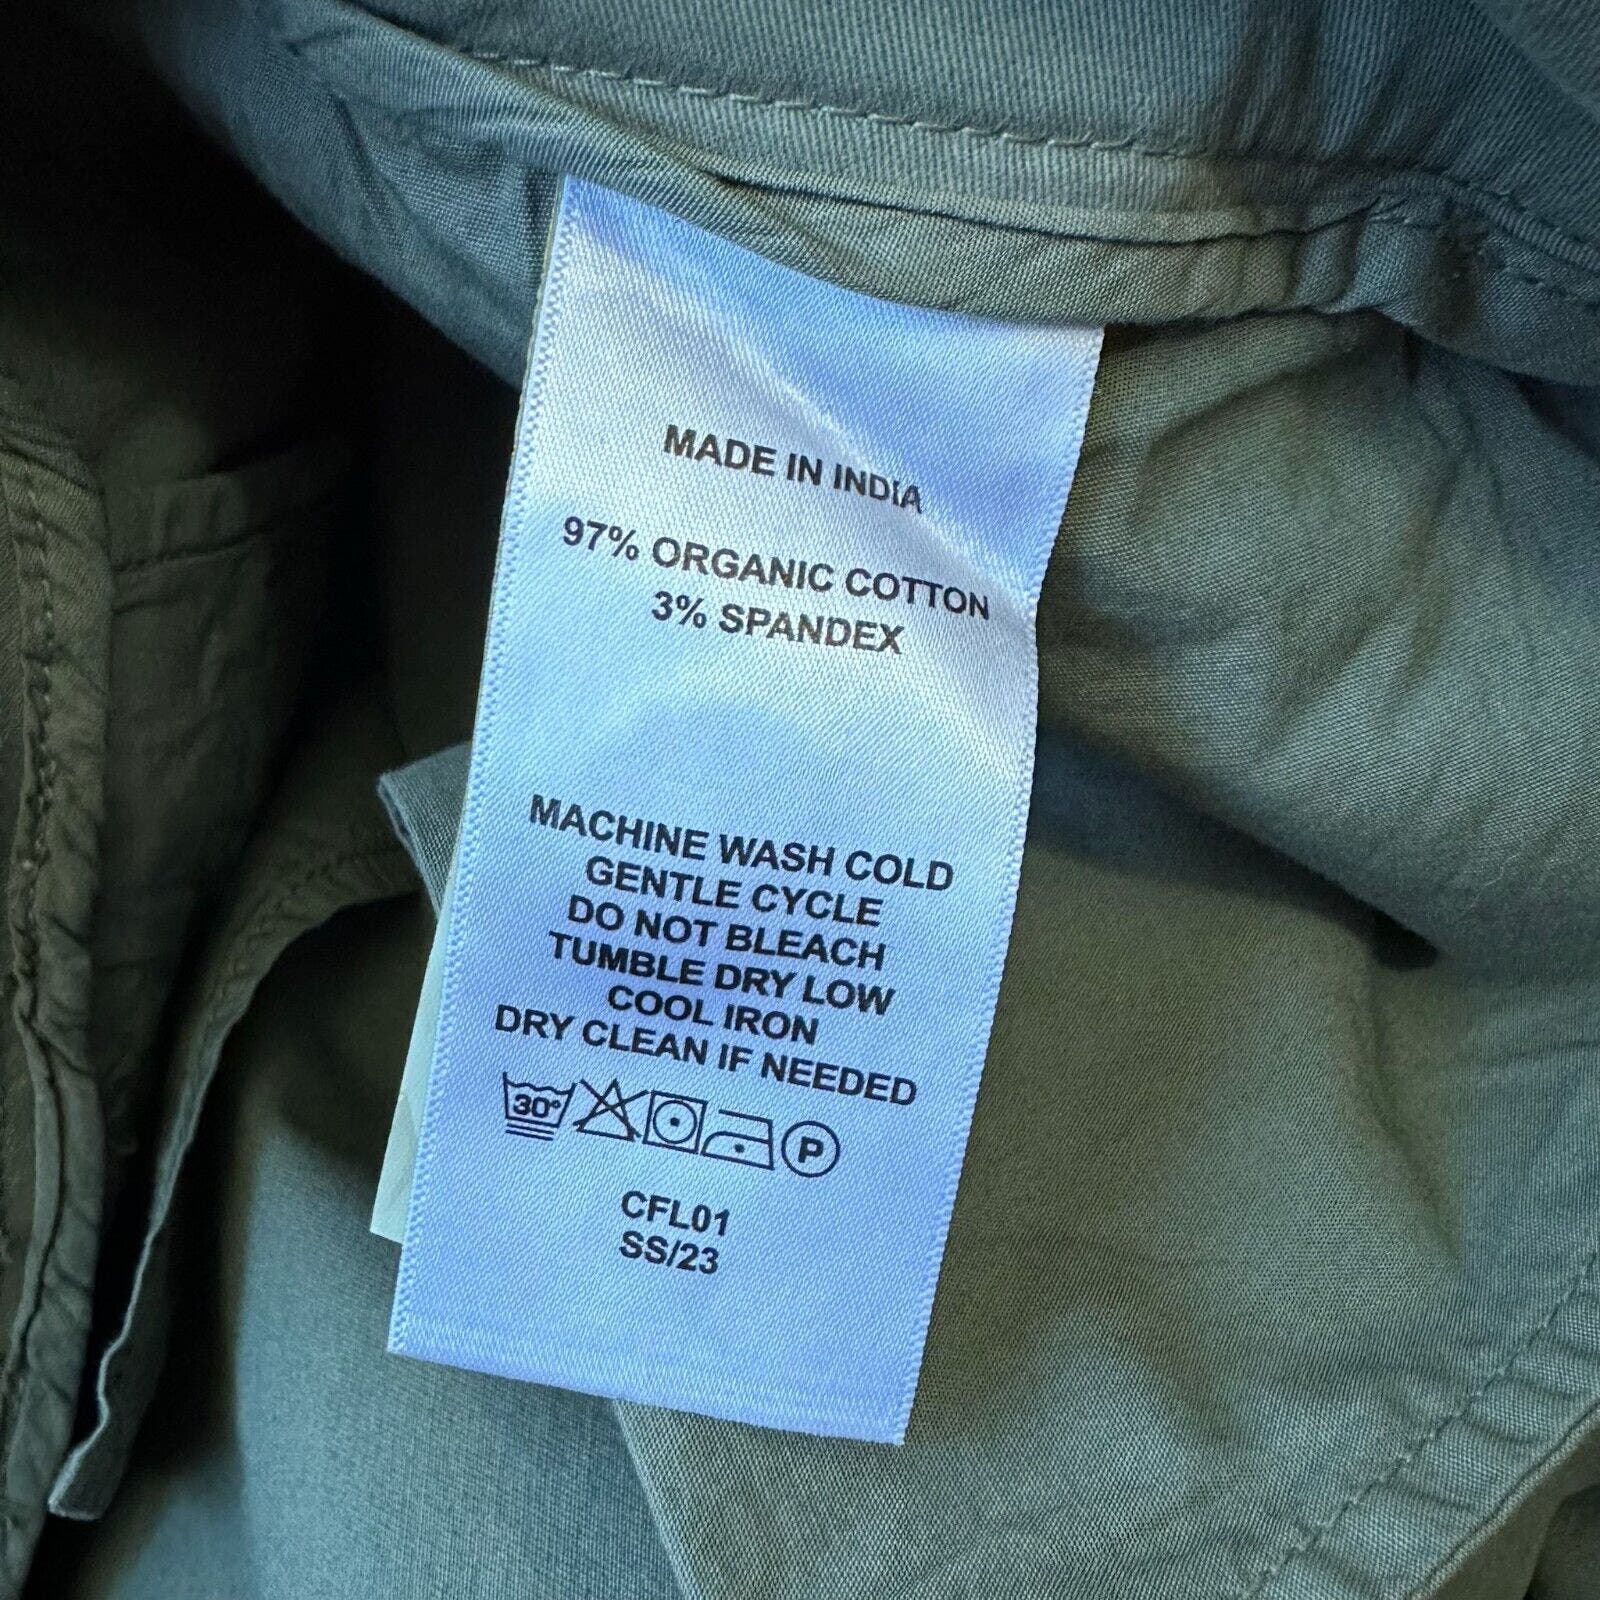 MADE IN INDIA
97% ORGANIC COTTON
3% SPANDEX
MACHINE WASH COLD
GENTLE CYCLE
DO NOT BLEACH
TUMBLE DRY LOW
COOL IRON
DRY CLEAN IF NEEDED
30° P
CFL01
SS/23